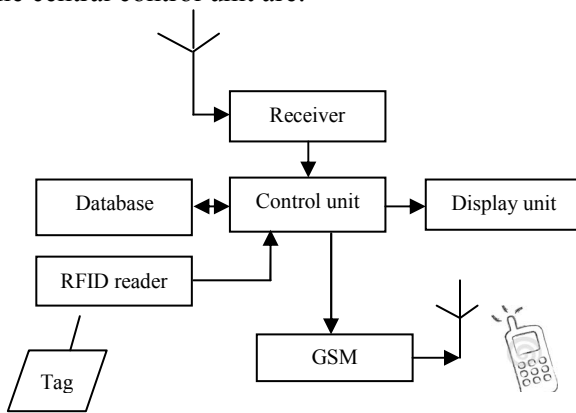 Receiver
Database
Control unit
Display unit
RFID reader
GSM
Tag